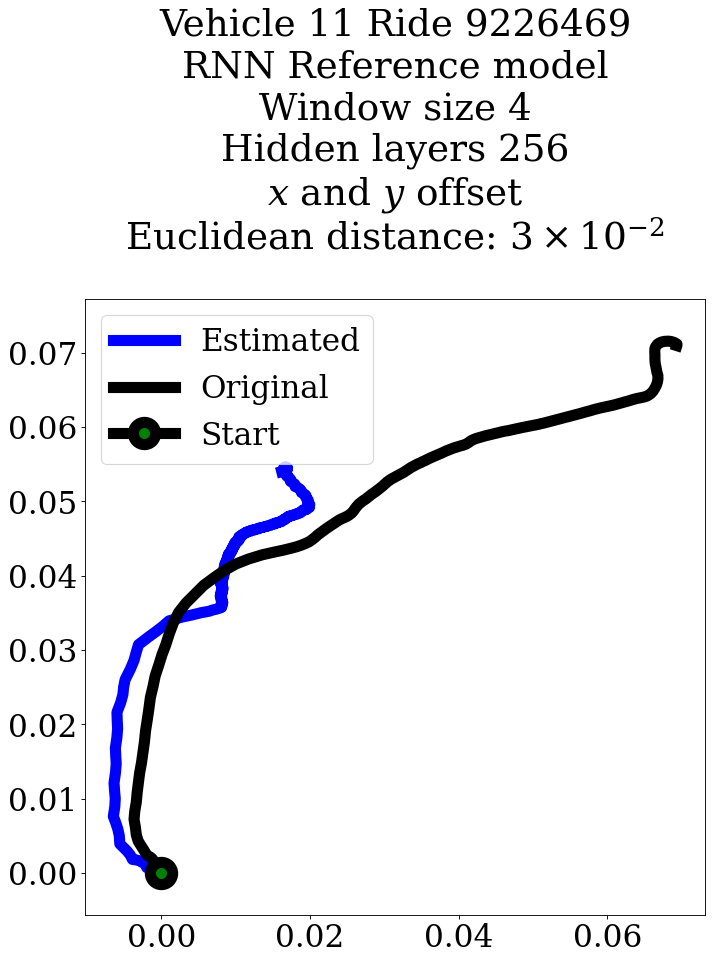 Vehicle 11 Ride 9226469
RNN Reference model
Window size 4
Hidden layers 256
x and y offset
Euclidean distance: 3 × 10⁻²
Estimated
Original
Start
0.07
0.06
0.05
0.04
0.03
0.02
0.01
0.00
0.00 0.02 0.04 0.06